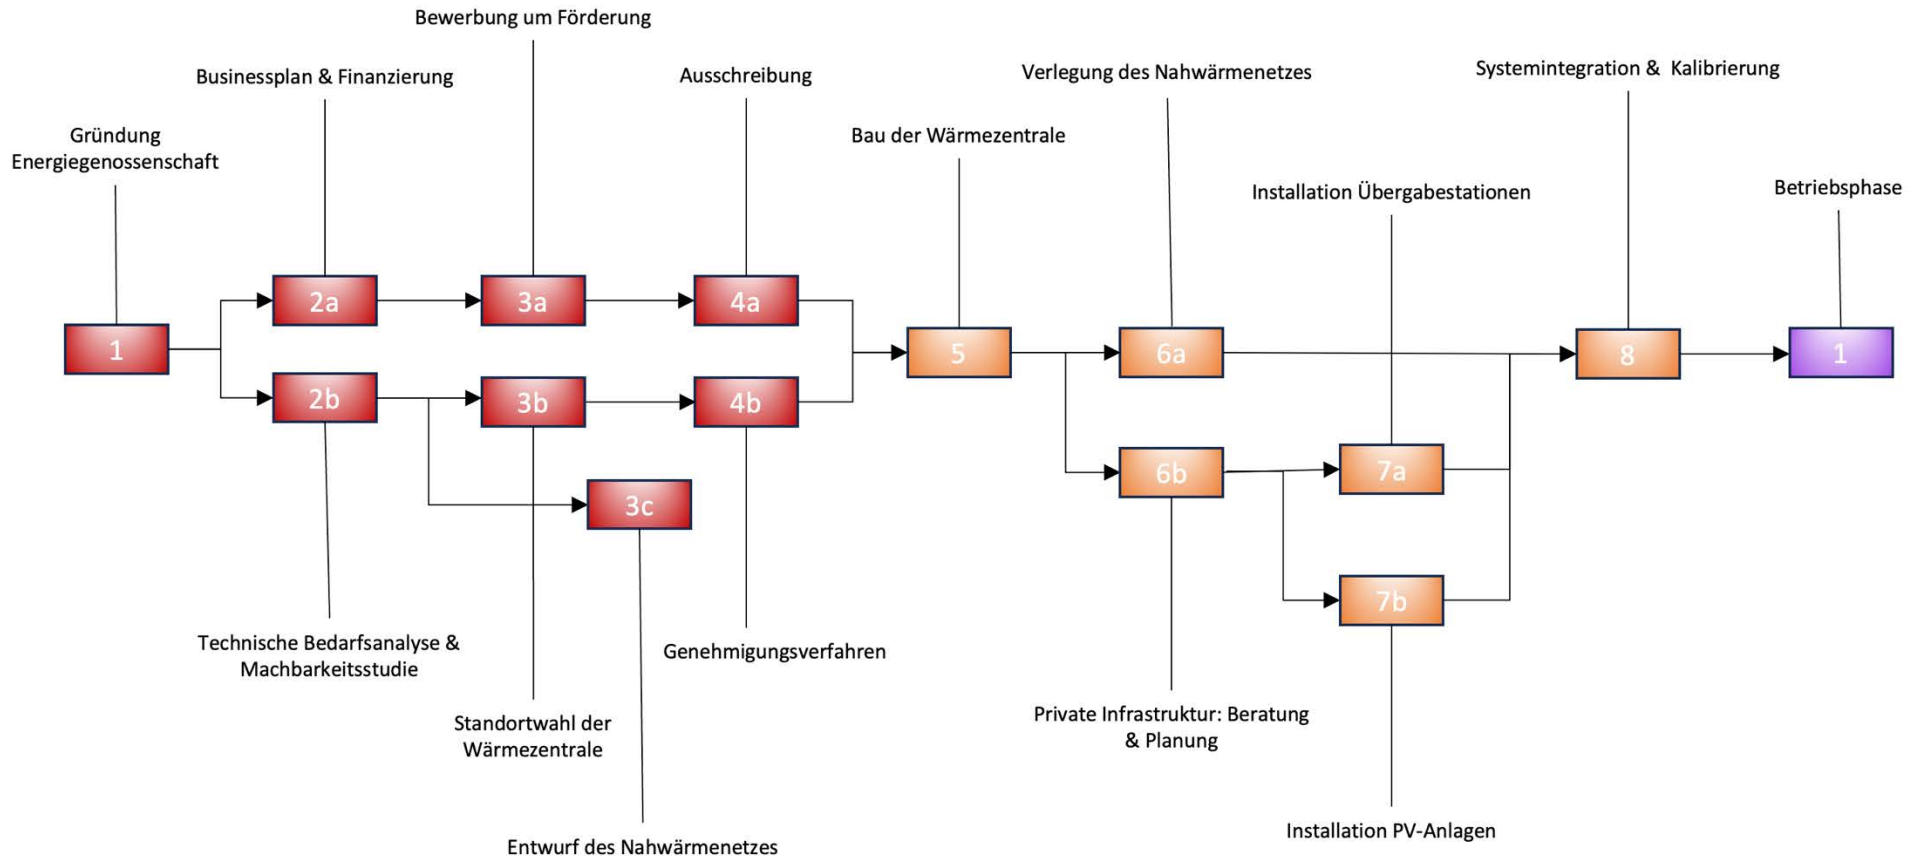 Bewerbung um Förderung
Businessplan & Finanzierung
Ausschreibung
Verlegung des Nahwärmenetzes
Systemintegration & Kalibrierung
Gründung
Energiegenossenschaft
Bau der Wärmezentrale
Installation Übergabestationen
Betriebsphase
2a
3a
4a
1
5
6a
8
1
2b
3b
4b
6b
7a
3c
7b
Technische Bedarfsanalyse &
Machbarkeitsstudie
Genehmigungsverfahren
Standortwahl der
Wärmezentrale
Private Infrastruktur: Beratung
& Planung
Entwurf des Nahwärmenetzes
Installation PV-Anlagen